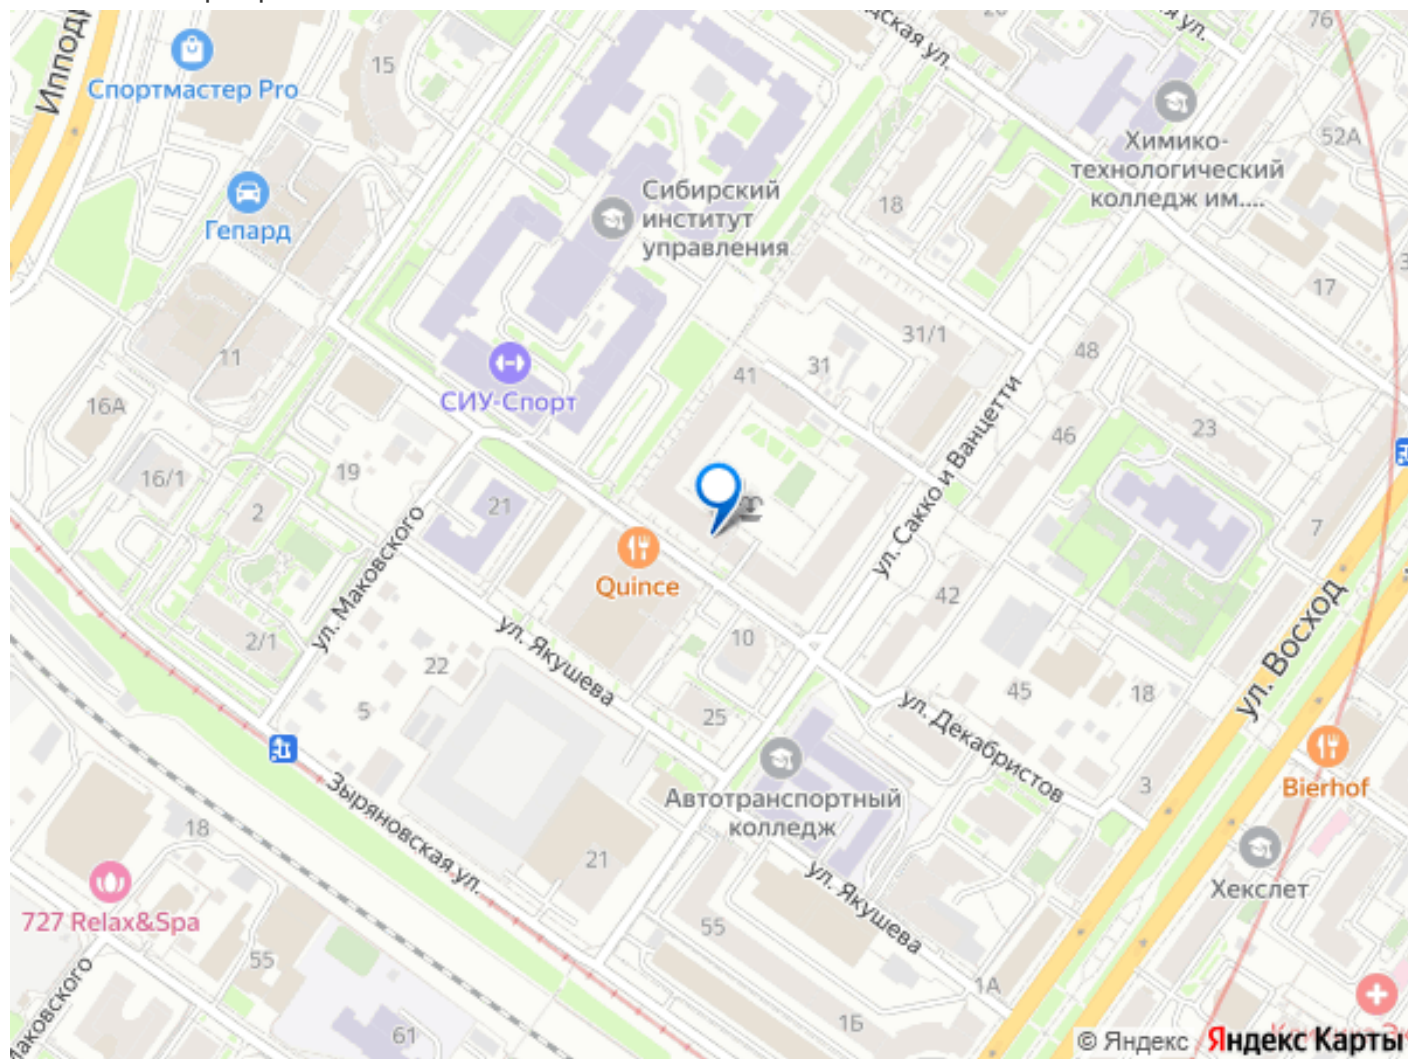 Ипподр
Спортмастер Pro
15
дская ул.
я ул.
76
52А
Химико-
технологический
колледж им....
Гепард
Сибирский
институт
управления
18
17
11
31/1
31
48
41
СИУ-Спорт
16А
23
46
ул. Сакко и Ванцетти
19
16/1
2
21
7
ул. Маковского
Quince
42
ул. Восход
2/1
ул. Якушева
10
22
45
18
5
25
ул. Декабристов
Bierhof
3
Автотранспортный
колледж
Зыряновская ул.
18
21
ул. Якушева
Хекслет
727 Relax&Spa
55
55
аковского
1А
1Б
61
© Яндекс Яндекс Карты